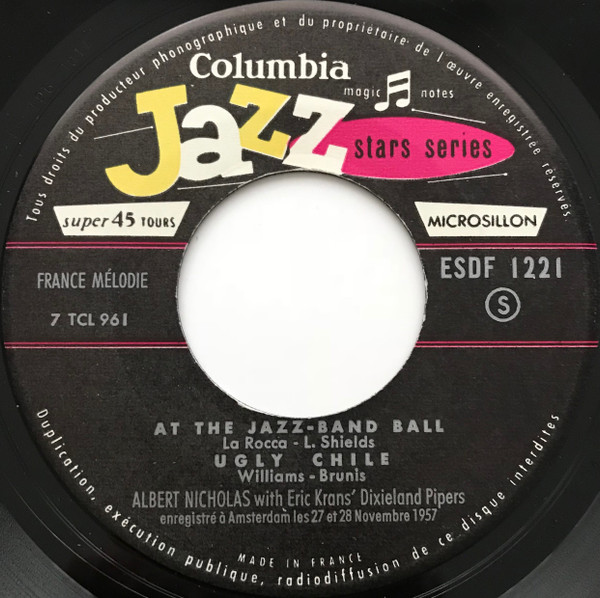 Tous droits du producteur phonographique et du propriétaire de l'œuvre enregistrée réservés.
Columbia
magic notes
Jazz
stars series
super 45 TOURS
MICROSILLON
FRANCE MÉLODIE
ESDF 1221
7 TCL 961
S
AT THE JAZZ-BAND BALL
La Rocca - L. Shields
UGLY CHILE
Williams - Brunis
ALBERT NICHOLAS with Eric Krans' Dixieland Pipers
enregistré à Amsterdam les 27 et 28 Novembre 1957
MADE IN FRANCE
Duplication, exécution publique, radiodiffusion de ce disque interdites